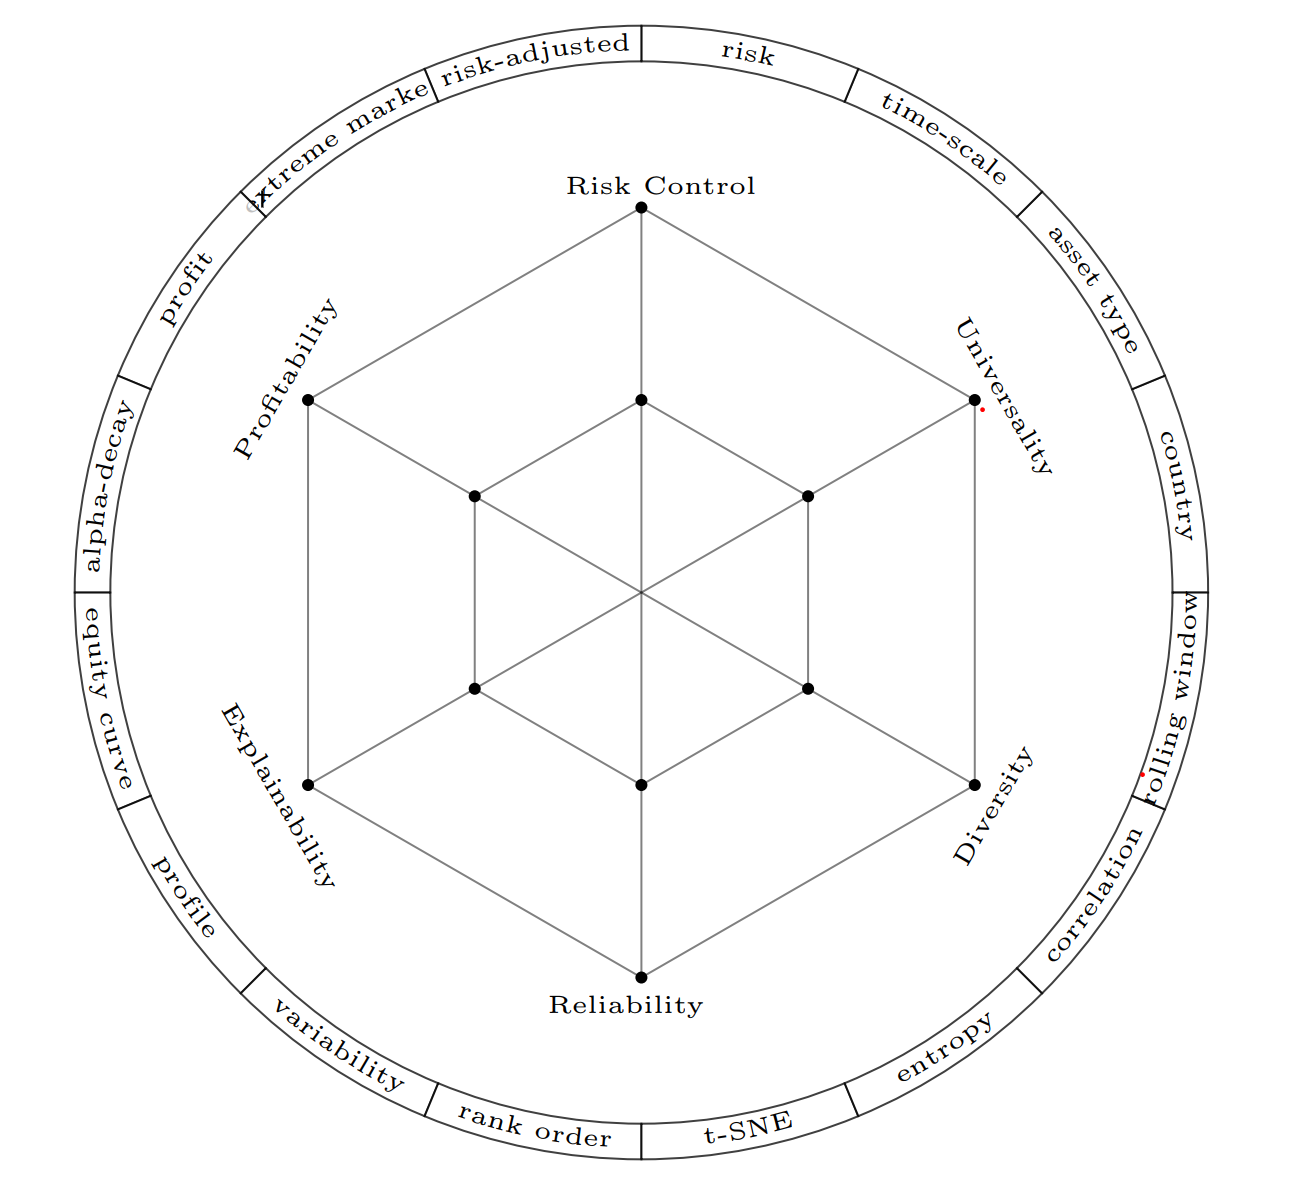 risk-adjusted
risk
time-scale
asset type
country
rolling window
correlation
entropy
t-SNE
rank order
variability
profile
equity curve
alpha-decay
profit
extreme marke
Risk Control
Universality
Diversity
Reliability
Explainability
Profitability